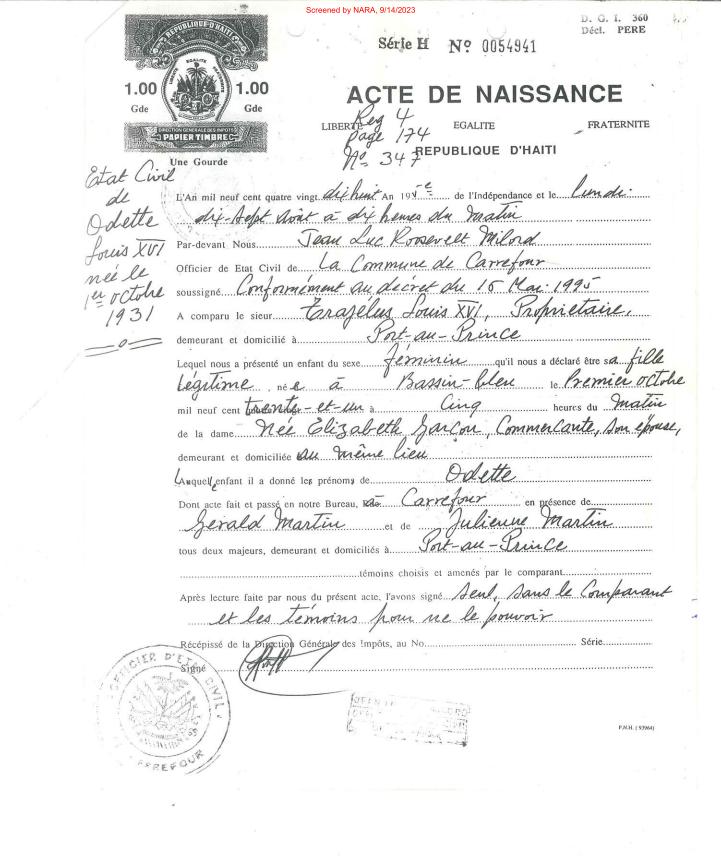 Screened by NARA, 9/14/2023
D. G. I. 360
Décl. PERE
Série H Nº 0054941
REPUBLIQUE D'HAITI
EGALITE
1.00 Gde
1.00 Gde
DIRECTION GENERALE DES IMPOTS
PAPIER TIMBRE
Une Gourde
ACTE DE NAISSANCE
LIBERTE EGALITE FRATERNITE
Reg 4
Page 174
Nº 347
REPUBLIQUE D'HAITI
Etat Civil
de
Odette
Louis XVI
née le
1er octobre
1931
L'An mil neuf cent quatre vingt dix huit An 195e de l'Indépendance et le lundi
dix-sept Août à dix heures du Matin
Par-devant Nous Jean Luc Roosevelt Milord
Officier de Etat Civil de La Commune de Carrefour
soussigné Conformément au décret du 15 Mai 1995
A comparu le sieur Louis XVI, Proprietaire,
demeurant et domicilié à Port-au-Prince
Lequel nous a présenté un enfant du sexe féminin qu'il nous a déclaré être sa fille
légitime, née à Bassin-bleu le Premier octobre
mil neuf cent trente-et-un à Cinq heures du Matin
de la dame Née Elizabeth Garçon, Commerçante, son épouse,
demeurant et domiciliée au même lieu
Laquelle enfant il a donné les prénoms de Odette
Dont acte fait et passé en notre Bureau, à Carrefour en présence de
Gerald Martin et de Julienne Martin
tous deux majeurs, demeurant et domiciliés à Port-au-Prince
témoins choisis et amenés par le comparant
Après lecture faite par nous du présent acte, l'avons signé seul, sans le Comparant
et les témoins pour ne le pouvoir
Récépissé de la Direction Générale des Impôts, au No. Série
Signé
OFFICIER D'ETAT CIVIL
CARREFOUR
P.N.H. ( 93964)